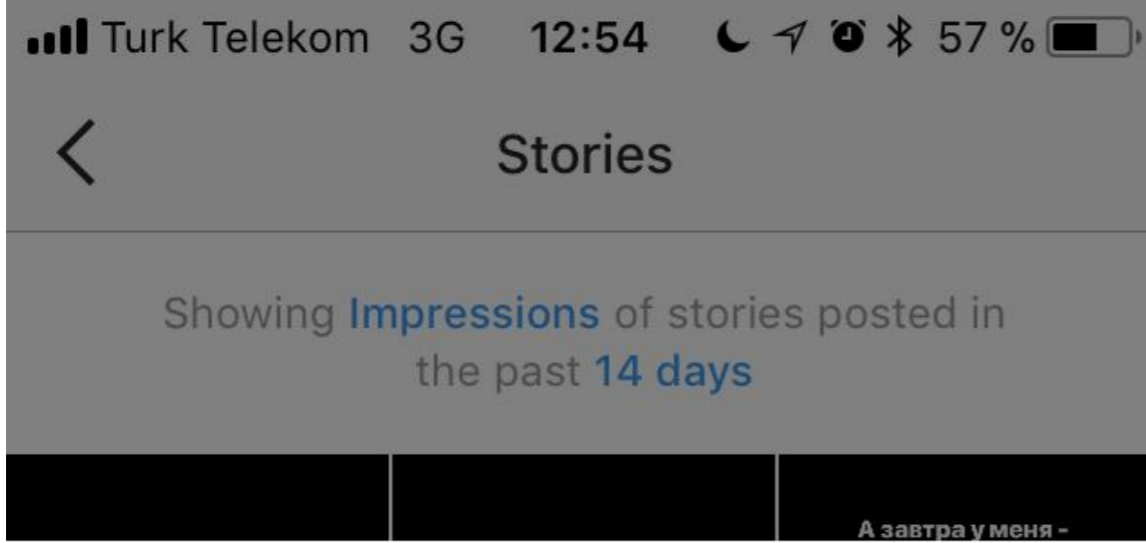 Turk Telekom 3G 12:54 57 %
Stories
Showing Impressions of stories posted in
the past 14 days
А завтра у меня -